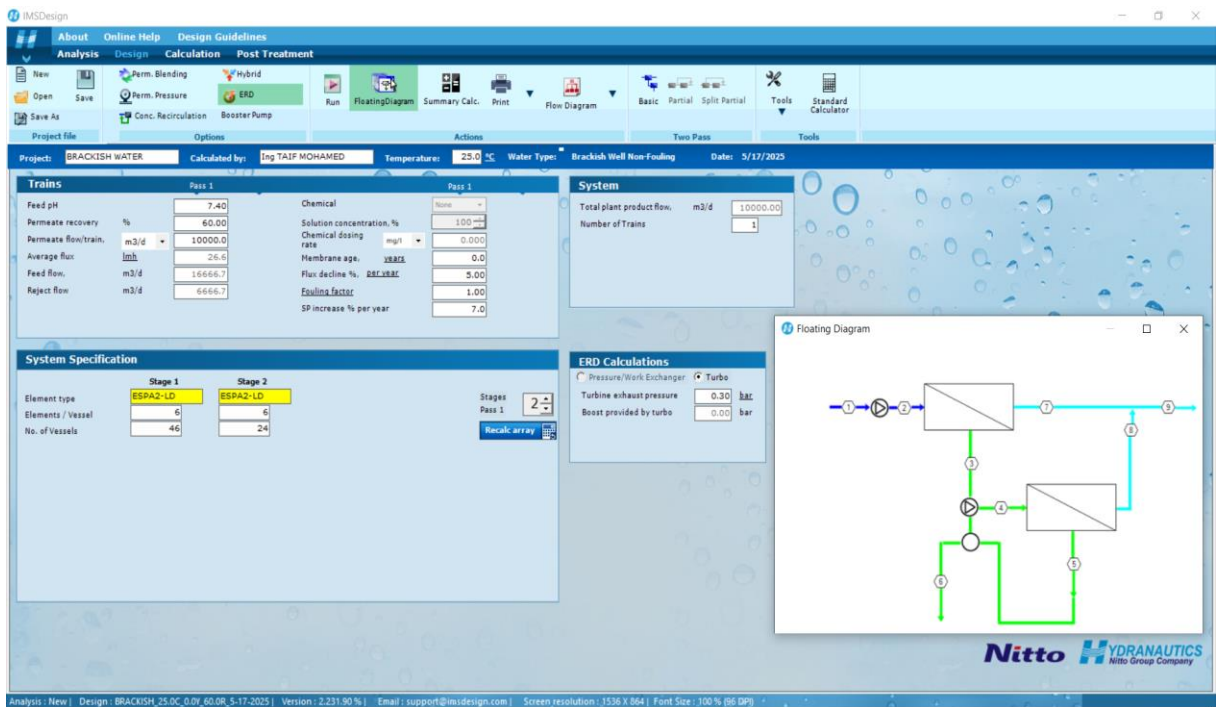 IMSDesign
About Online Help Design Guidelines
Analysis Design Calculation Post Treatment
New Open Save Save As
Project file
Perm. Blending Hybrid
Perm. Pressure ERD
Conc. Recirculation Booster Pump
Options
Run FloatingDiagram Summary Calc. Print Flow Diagram
Actions
Basic Partial Split Partial
Two Pass
Tools Standard Calculator
Tools
Project: BRACKISH WATER Calculated by: Ing TAIF MOHAMED Temperature: 25.0 °C Water Type: Brackish Well Non-Fouling Date: 5/17/2025
Trains Pass 1 Pass 1
Feed pH 7.40 Chemical None
Permeate recovery % 60.00 Solution concentration, % 100
Permeate flow/train, m3/d 10000.0 Chemical dosing rate mg/l 0.000
Average flux lmh 26.6 Membrane age, years 0.0
Feed flow, m3/d 16666.7 Flux decline %, per year 5.00
Reject flow m3/d 6666.7 Fouling factor 1.00
SP increase % per year 7.0
System
Total plant product flow, m3/d 10000.00
Number of Trains 1
System Specification
Stage 1 Stage 2
Element type ESPA2-LD ESPA2-LD
Elements / Vessel 6 6
No. of Vessels 46 24
Stages Pass 1 2
Recalc array
ERD Calculations
Pressure/Work Exchanger Turbo
Turbine exhaust pressure 0.30 bar
Boost provided by turbo 0.00 bar
Floating Diagram
1 2 7 9
8
3
4
5
6
Nitto HYDRANAUTICS
Nitto Group Company
Analysis : New | Design : BRACKISH_25.0C_0.0Y_60.0R_5-17-2025 | Version : 2.231.90 % | Email : support@imsdesign.com | Screen resolution : 1536 X 864 | Font Size : 100 % (96 DPI)